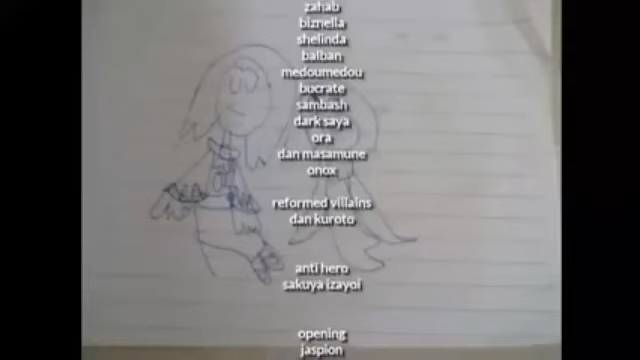 zahab
biznella
shelinda
balban
medoumedou
bucrate
sambash
dark saya
ora
dan masamune
onox
reformed villains
dan kuroto
anti hero
sakuya izayoi
opening
jaspion